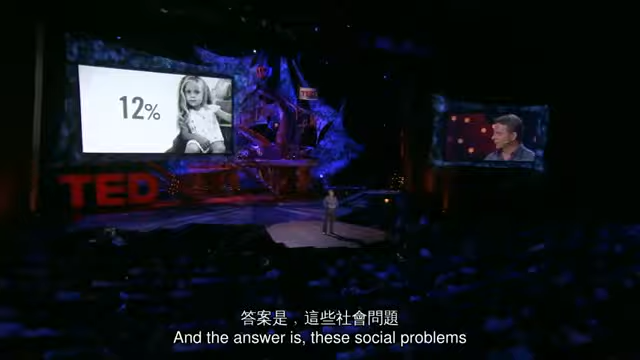 12%
TED
答案是，這些社會問題
And the answer is, these social problems